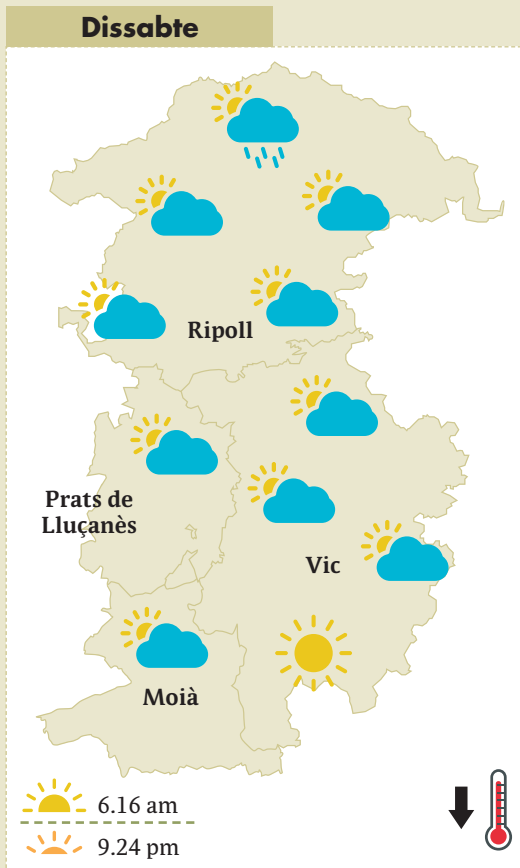 Dissabte
Ripoll
Prats de
Lluçanès
Vic
Moià
6.16 am
9.24 pm